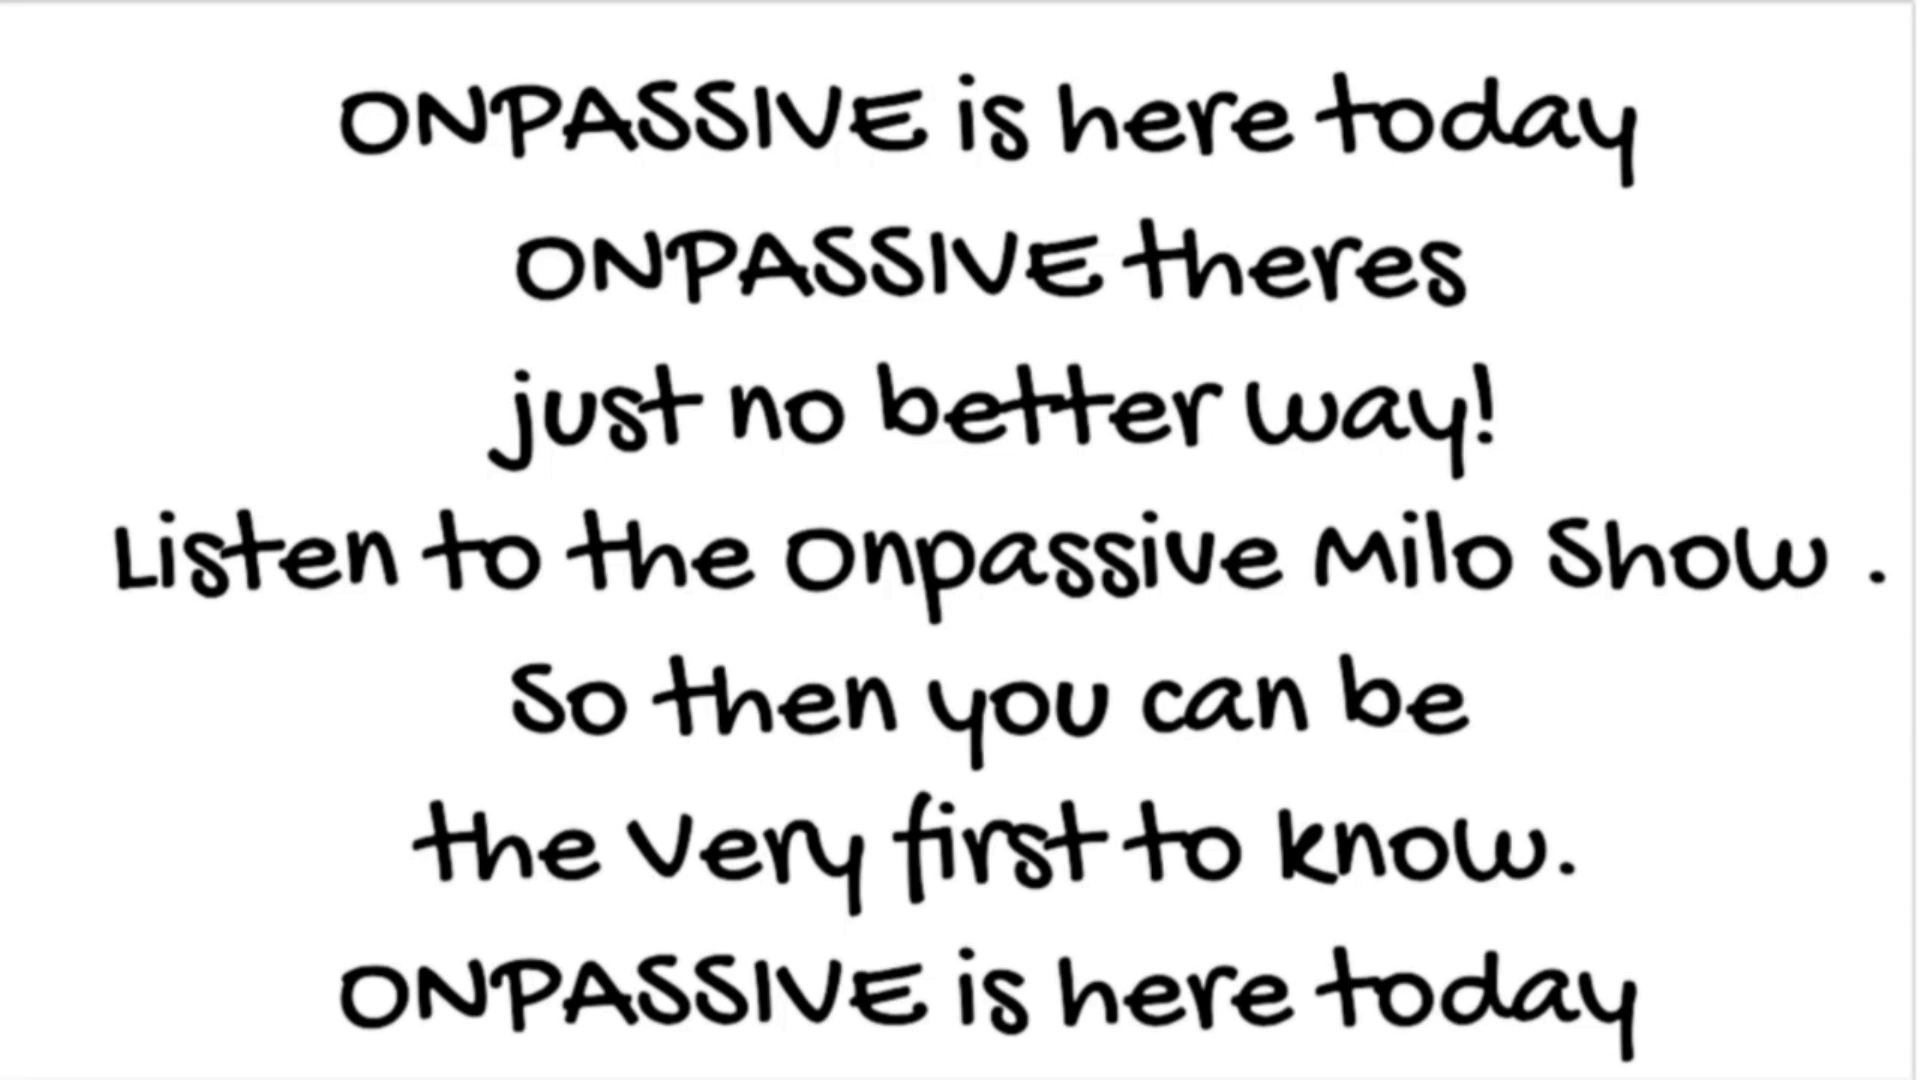 ONPASSIVE is here today
ONPASSIVE theres
just no better way!
Listen to the Onpassive Milo Show .
So then you can be
the very first to know.
ONPASSIVE is here today